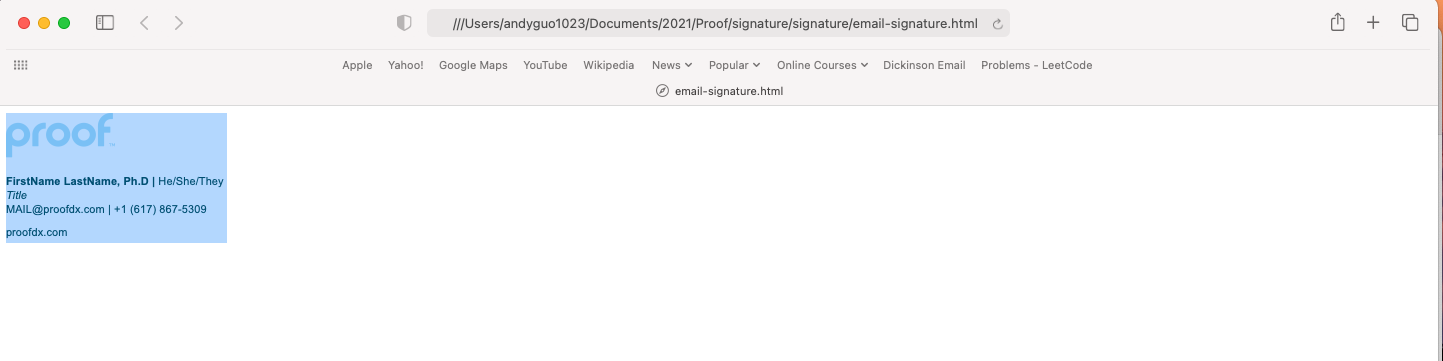 ///Users/andyguo1023/Documents/2021/Proof/signature/signature/email-signature.html
Apple Yahoo! Google Maps YouTube Wikipedia News Popular Online Courses Dickinson Email Problems - LeetCode
email-signature.html
proof™
FirstName LastName, Ph.D | He/She/They
Title
MAIL@proofdx.com | +1 (617) 867-5309
proofdx.com